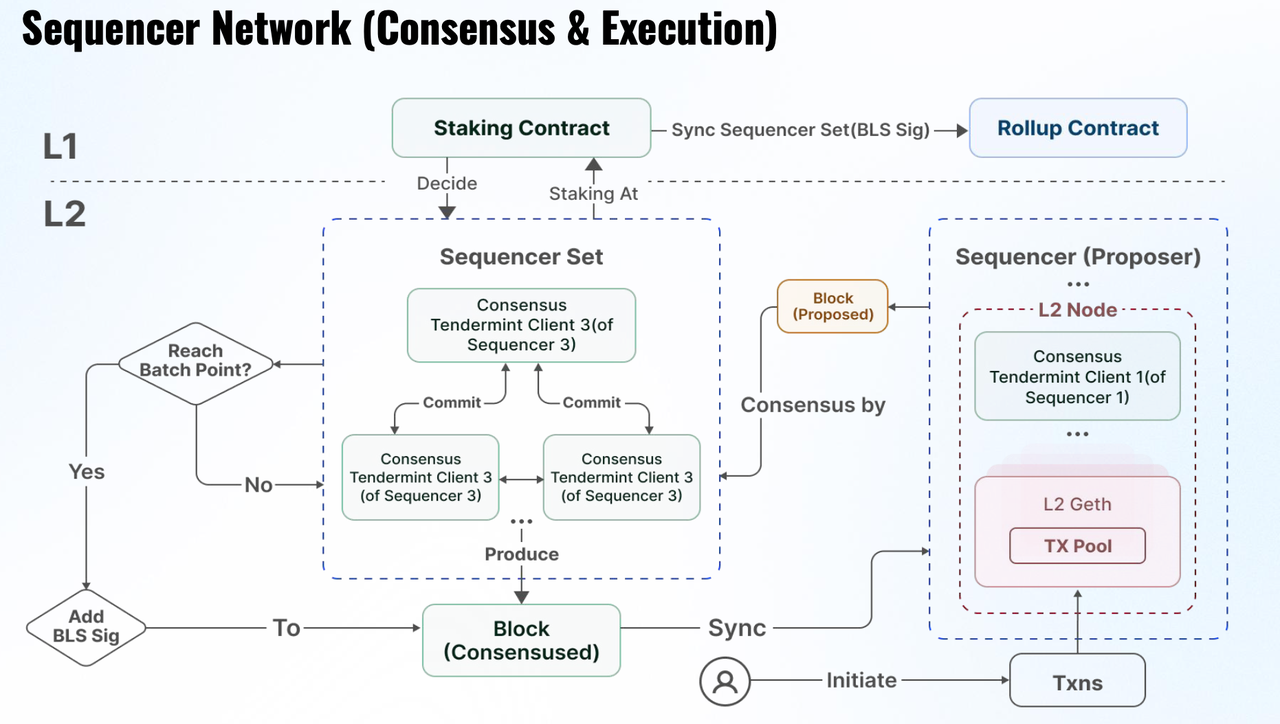 Sequencer Network (Consensus & Execution)
L1
Staking Contract
Sync Sequencer Set(BLS Sig)
Rollup Contract
Decide
Staking At
L2
Sequencer Set
Consensus
Tendermint Client 3(of
Sequencer 3)
Commit
Commit
Consensus
Tendermint Client 3
(of Sequencer 3)
Consensus
Tendermint Client 3
(of Sequencer 3)
...
Produce
Reach
Batch Point?
Yes
No
Add
BLS Sig
To
Block
(Consensused)
Sync
Block
(Proposed)
Consensus by
Sequencer (Proposer)
...
L2 Node
Consensus
Tendermint Client 1(of
Sequencer 1)
...
L2 Geth
TX Pool
Initiate
Txns